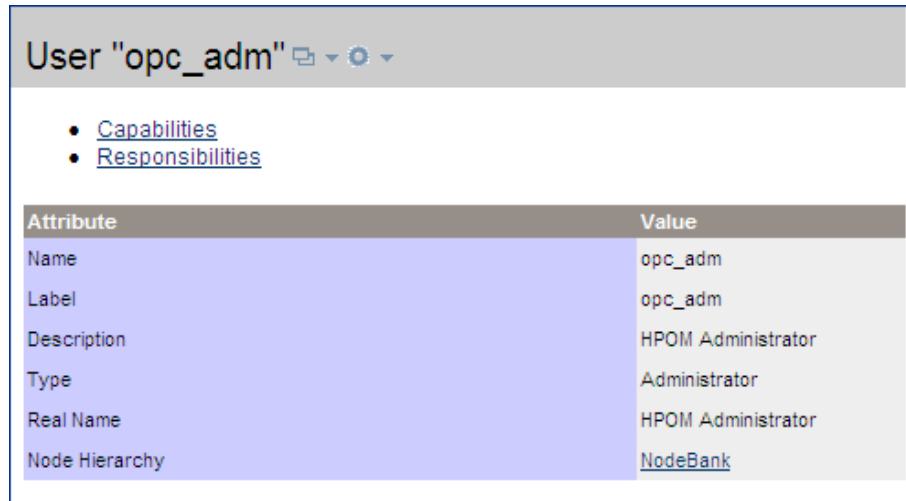 User "opc_adm"
Capabilities
Responsibilities
Attribute Value
Name opc_adm
Label opc_adm
Description HPOM Administrator
Type Administrator
Real Name HPOM Administrator
Node Hierarchy NodeBank